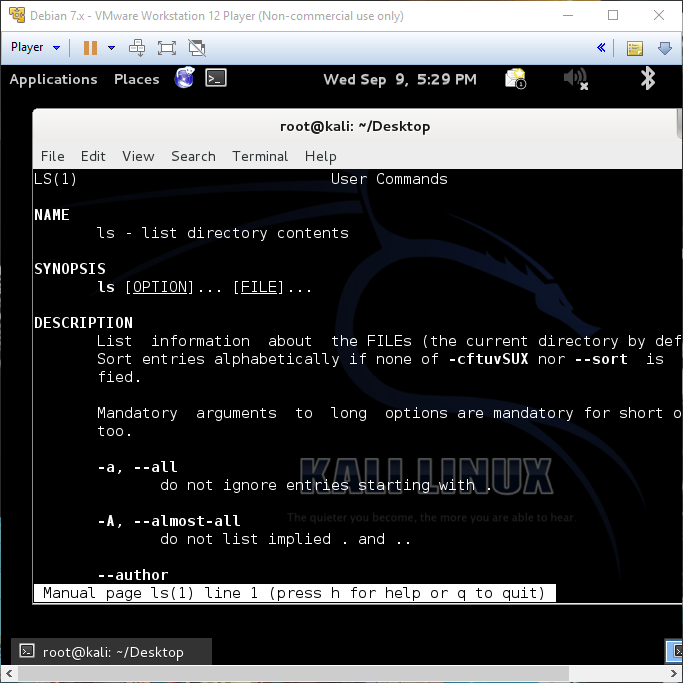 Debian 7.x - VMware Workstation 12 Player (Non-commercial use only)
Player
Applications Places Wed Sep 9, 5:29 PM 1
root@kali: ~/Desktop
File Edit View Search Terminal Help
LS(1) User Commands
NAME
ls - list directory contents
SYNOPSIS
ls [OPTION]... [FILE]...
DESCRIPTION
List information about the FILEs (the current directory by def
Sort entries alphabetically if none of -cftuvSUX nor --sort is
fied.
Mandatory arguments to long options are mandatory for short o
too.
-a, --all
do not ignore entries starting with .
KALI LINUX
The quieter you become, the more you are able to hear.
-A, --almost-all
do not list implied . and ..
--author
Manual page ls(1) line 1 (press h for help or q to quit)
root@kali: ~/Desktop